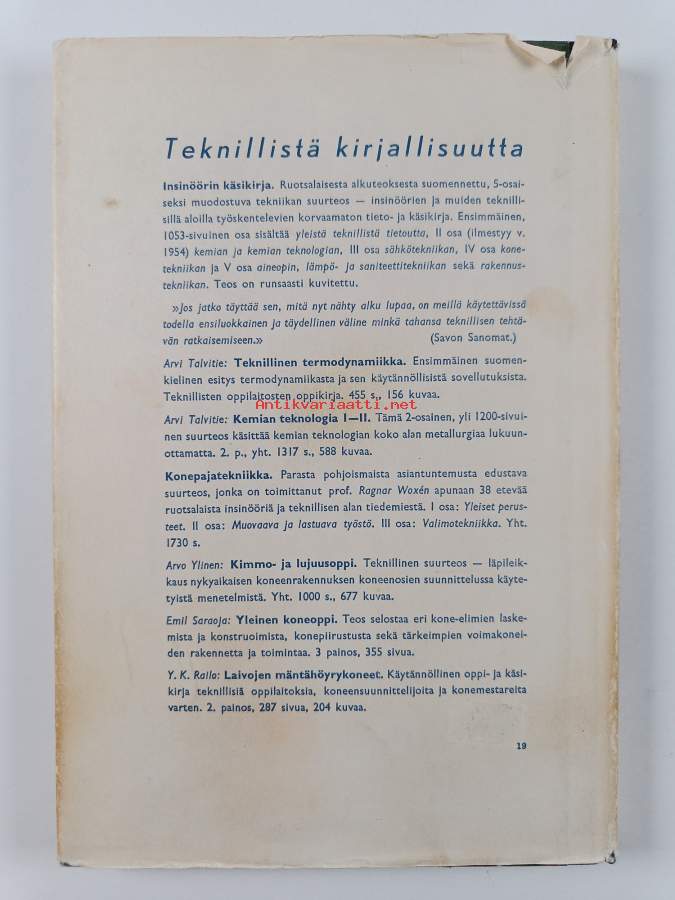 Teknillistä kirjallisuutta
Insinöörin käsikirja. Ruotsalaisesta alkuteoksesta suomennettu, 5-osai-
seksi muodostuva tekniikan suurteos — insinöörien ja muiden teknilli-
sillä aloilla työskentelevien korvaamaton tieto- ja käsikirja. Ensimmäinen,
1053-sivuinen osa sisältää yleistä teknillistä tietoutta, II osa (ilmestyy v.
1954) kemian ja kemian teknologian, III osa sähkötekniikan, IV osa kone-
tekniikan ja V osa aineopin, lämpö- ja saniteettitekniikan sekä rakennus-
tekniikan. Teos on runsaasti kuvitettu.
»Jos jatko täyttää sen, mitä nyt nähty alku lupaa, on meillä käytettävissä
todella ensiluokkainen ja täydellinen väline minkä tahansa teknillisen tehtä-
vän ratkaisemiseen.» (Savon Sanomat.)
Arvi Talvitie: Teknillinen termodynamiikka. Ensimmäinen suomen-
kielinen esitys termodynamiikasta ja sen käytännöllisistä sovellutuksista.
Teknillisten oppilaitosten oppikirja. 455 s., 156 kuvaa.
Antikvariaatti.net
Arvi Talvitie: Kemian teknologia I—II. Tämä 2-osainen, yli 1200-sivui-
nen suurteos käsittää kemian teknologian koko alan metallurgiaa lukuun-
ottamatta. 2. p., yht. 1317 s., 588 kuvaa.
Konepajatekniikka. Parasta pohjoismaista asiantuntemusta edustava
suurteos, jonka on toimittanut prof. Ragnar Woxén apunaan 38 etevää
ruotsalaista insinööriä ja teknillisen alan tiedemiestä. I osa: Yleiset perus-
teet. II osa: Muovaava ja lastuava työstö. III osa: Valimotekniikka. Yht.
1730 s.
Arvo Ylinen: Kimmo- ja lujuusoppi. Teknillinen suurteos — läpileik-
kaus nykyaikaisen koneenrakennuksen koneenosien suunnittelussa käyte-
tyistä menetelmistä. Yht. 1000 s., 677 kuvaa.
Emil Saraoja: Yleinen koneoppi. Teos selostaa eri kone-elimien laske-
mista ja konstruoimista, konepiirustusta sekä tärkeimpien voimakonei-
den rakennetta ja toimintaa. 3 painos, 355 sivua.
Y. K. Railo: Laivojen mäntähöyrykoneet. Käytännöllinen oppi- ja käsi-
kirja teknillisiä oppilaitoksia, koneensuunnittelijoita ja konemestareita
varten. 2. painos, 287 sivua, 204 kuvaa.
19